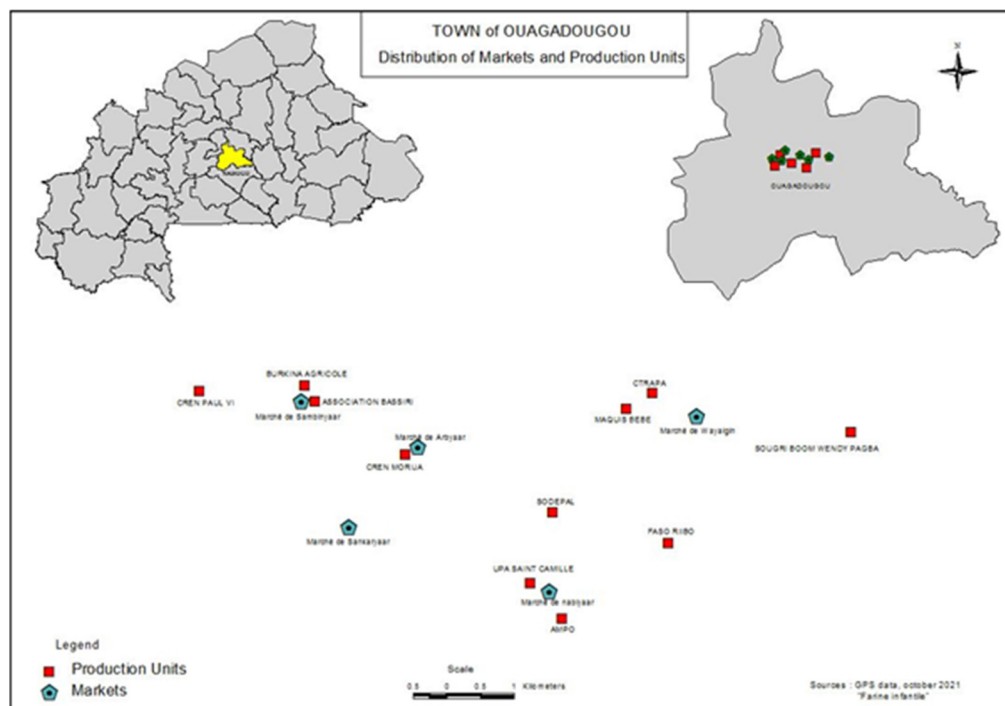 TOWN of OUAGADOUGOU
Distribution of Markets and Production Units
N
OUAGADOUGOU
BURKINA AGRICOLE
CREN PAUL VI
ASSOCIATION BASSIRI
Marché de Sambinyaar
CTRAPA
MAQUIS BEBE
Marché de Wayalgin
Marché de Arbyaar
CREN MORIJA
SOUGRI BOOM WENDY PAGBA
SODEPAL
Marché de Sankaryaar
FASO RIIBO
UPA SAINT CAMILLE
Marché de nabiyaar
AMPO
Legend
Production Units
Markets
Scale
0.5 0 0.5 1 Kilometers
Sources : GPS data, october 2021
"Farine infantile"